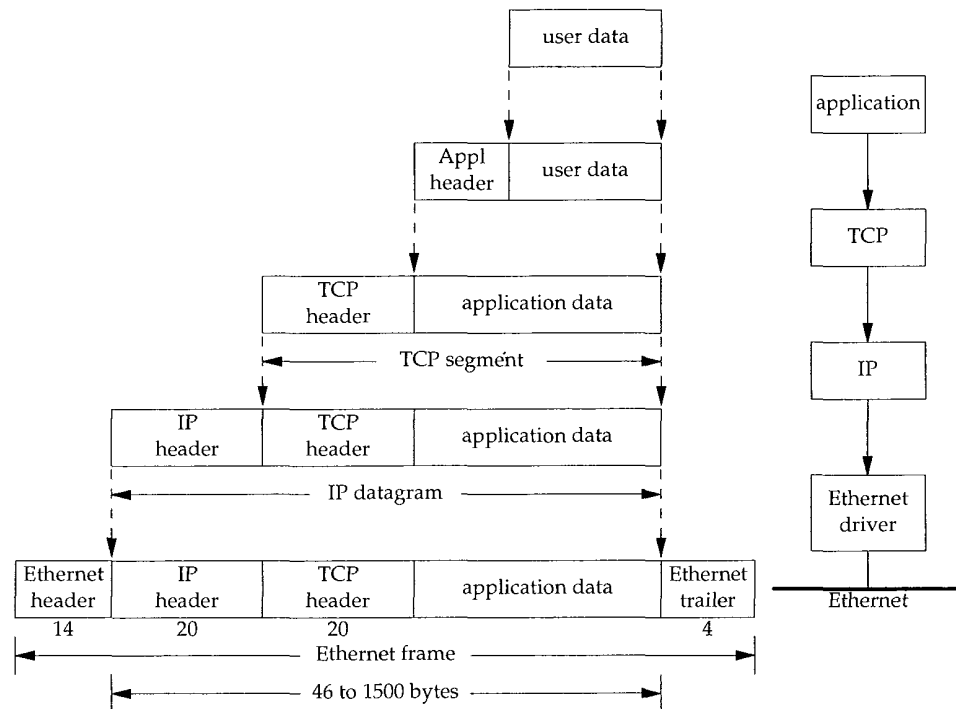 user data
application
Appl
header
user data
TCP
TCP
header
application data
TCP segment
IP
IP
header
TCP
header
application data
IP datagram
Ethernet
driver
Ethernet
header
IP
header
TCP
header
application data
Ethernet
trailer
Ethernet
14
20
20
4
Ethernet frame
46 to 1500 bytes